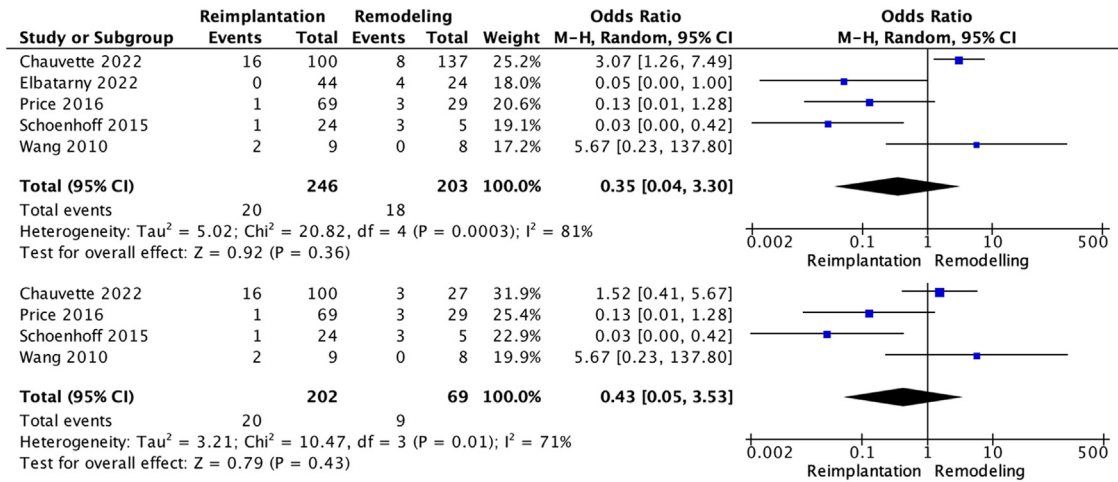 Reimplantation Remodeling Odds Ratio Odds Ratio
Study or Subgroup Events Total Events Total Weight M-H, Random, 95% CI M-H, Random, 95% CI
Chauvette 2022 16 100 8 137 25.2% 3.07 [1.26, 7.49]
Elbatarny 2022 0 44 4 24 18.0% 0.05 [0.00, 1.00]
Price 2016 1 69 3 29 20.6% 0.13 [0.01, 1.28]
Schoenhoff 2015 1 24 3 5 19.1% 0.03 [0.00, 0.42]
Wang 2010 2 9 0 8 17.2% 5.67 [0.23, 137.80]
Total (95% CI) 246 203 100.0% 0.35 [0.04, 3.30]
Total events 20 18
Heterogeneity: Tau² = 5.02; Chi² = 20.82, df = 4 (P = 0.0003); I² = 81%
Test for overall effect: Z = 0.92 (P = 0.36)
0.002 0.1 1 10 500
Reimplantation Remodelling
Chauvette 2022 16 100 3 27 31.9% 1.52 [0.41, 5.67]
Price 2016 1 69 3 29 25.4% 0.13 [0.01, 1.28]
Schoenhoff 2015 1 24 3 5 22.9% 0.03 [0.00, 0.42]
Wang 2010 2 9 0 8 19.9% 5.67 [0.23, 137.80]
Total (95% CI) 202 69 100.0% 0.43 [0.05, 3.53]
Total events 20 9
Heterogeneity: Tau² = 3.21; Chi² = 10.47, df = 3 (P = 0.01); I² = 71%
Test for overall effect: Z = 0.79 (P = 0.43)
0.002 0.1 1 10 500
Reimplantation Remodelling